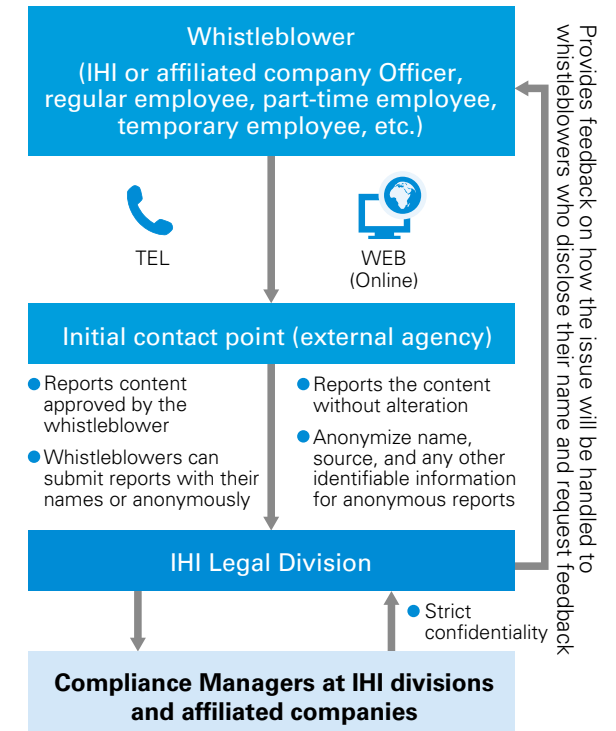 Whistleblower
(IHI or affiliated company Officer,
regular employee, part-time employee,
temporary employee, etc.)
TEL
WEB
(Online)
Initial contact point (external agency)
Reports content
approved by the
whistleblower
Whistleblowers can
submit reports with their
names or anonymously
Reports the content
without alteration
Anonymize name,
source, and any other
identifiable information
for anonymous reports
IHI Legal Division
Strict
confidentiality
Compliance Managers at IHI divisions
and affiliated companies
Provides feedback on how the issue will be handled to
whistleblowers who disclose their name and request feedback